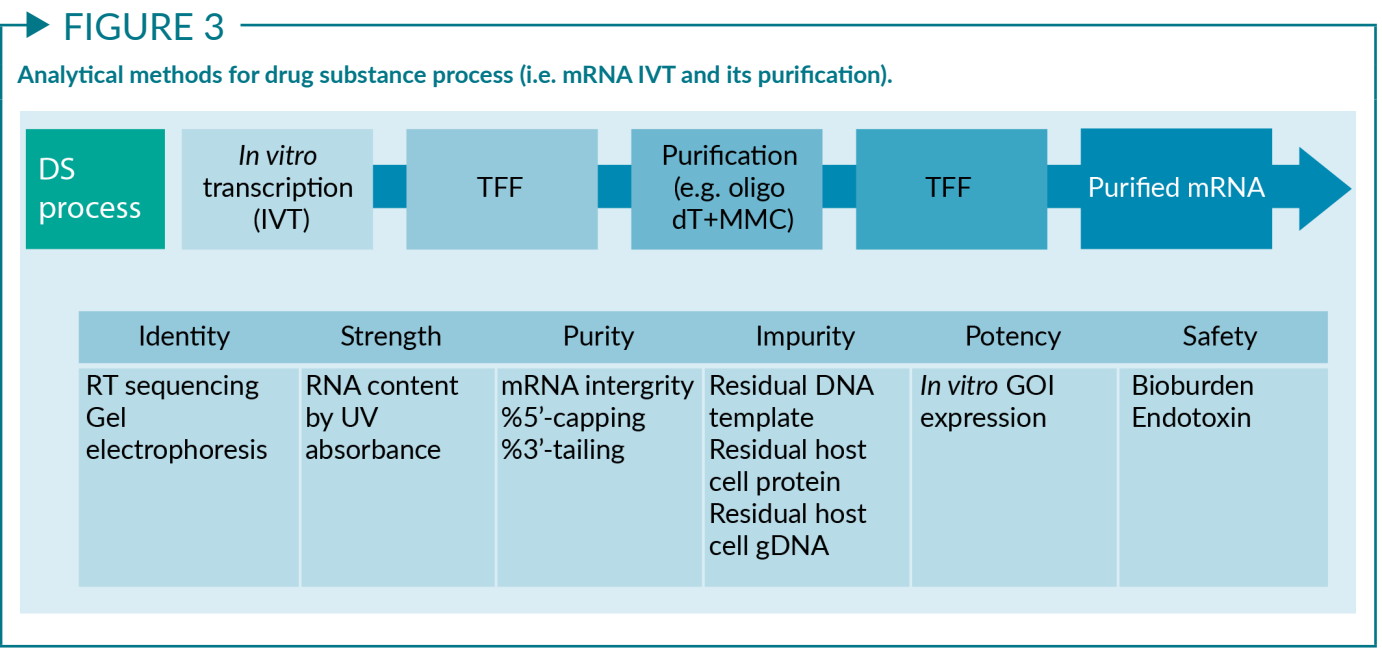 FIGURE 3
Analytical methods for drug substance process (i.e. mRNA IVT and its purification).
DS
process
In vitro
transcription
(IVT)
TFF
Purification
(e.g. oligo
dT+MMC)
TFF
Purified mRNA
Identity
Strength
Purity
Impurity
Potency
Safety
RT sequencing
Gel
electrophoresis
RNA content
by UV
absorbance
mRNA intergrity
%5’-capping
%3’-tailing
Residual DNA
template
Residual host
cell protein
Residual host
cell gDNA
In vitro GOI
expression
Bioburden
Endotoxin